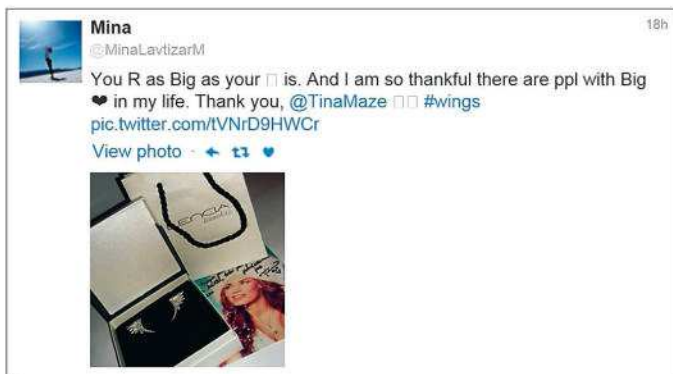 Mina
18h
@MinaLavtizarM
You R as Big as your □ is. And I am so thankful there are ppl with Big
❤ in my life. Thank you, @TinaMaze □□ #wings
pic.twitter.com/tVNrD9HWCr
View photo ·